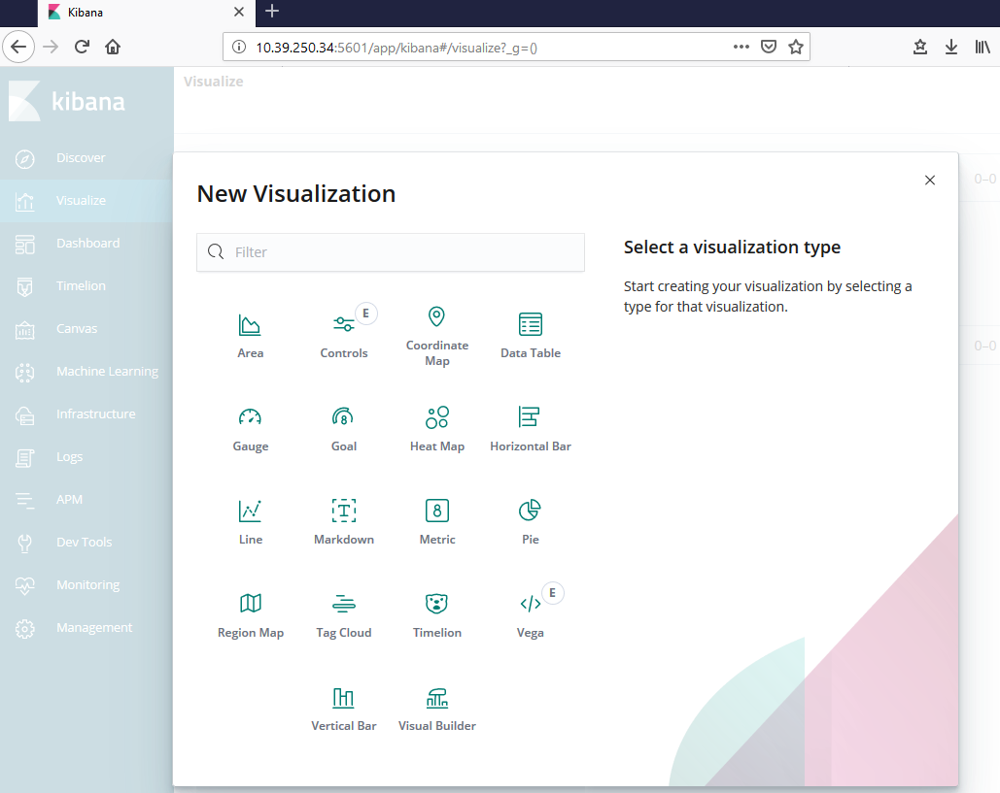 Kibana
10.39.250.34:5601/app/kibana#/visualize?_g=()
kibana
Visualize
Discover
Visualize
Dashboard
Timelion
Canvas
Machine Learning
Infrastructure
Logs
APM
Dev Tools
Monitoring
Management
New Visualization
Filter
Area
E
Controls
Coordinate
Map
Data Table
Gauge
Goal
8
Heat Map
Horizontal Bar
Line
T
Markdown
8
Metric
Pie
Region Map
Tag Cloud
Timelion
E
Vega
Vertical Bar
Visual Builder
Select a visualization type
Start creating your visualization by selecting a
type for that visualization.
0–0
0–0